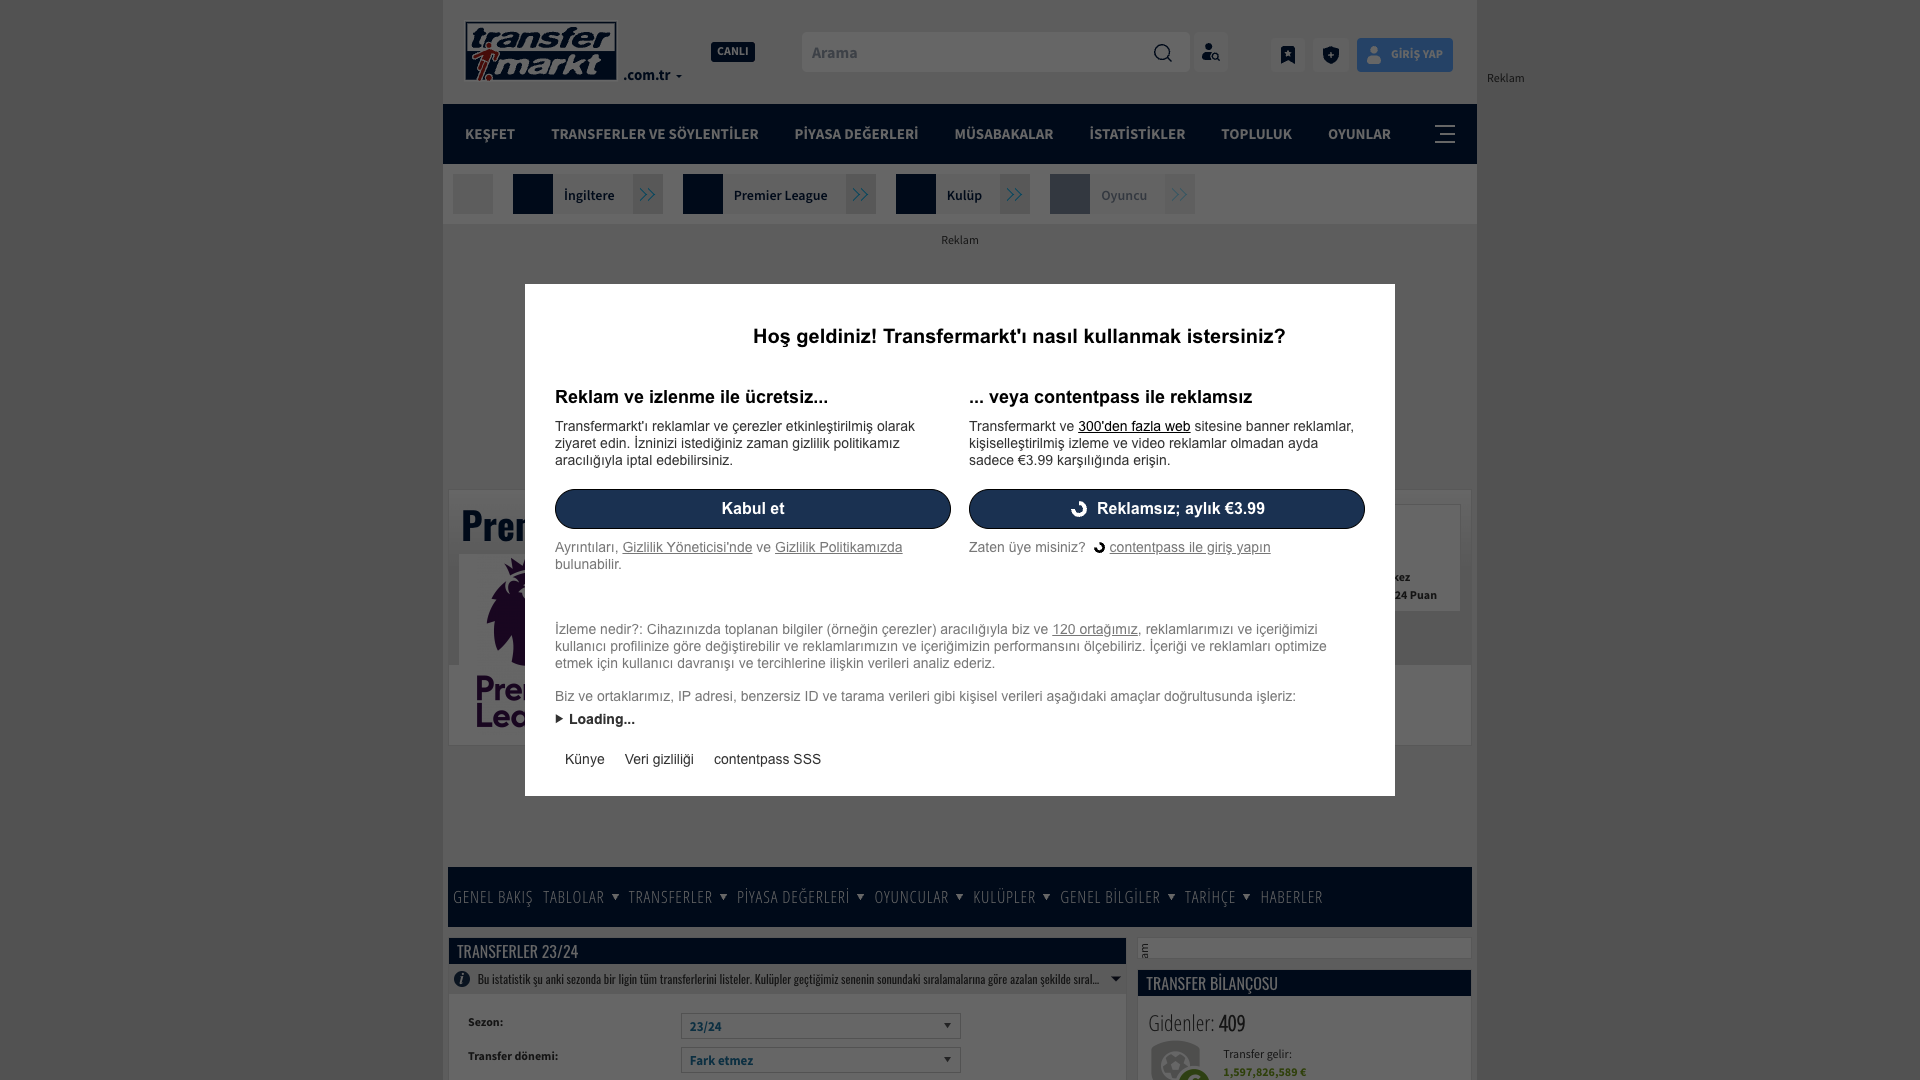 transfer
markt
.com.tr
CANLI
Arama
GİRİŞ YAP
Reklam
KEŞFET
TRANSFERLER VE SÖYLENTİLER
PİYASA DEĞERLERİ
MÜSABAKALAR
İSTATİSTİKLER
TOPLULUK
OYUNLAR
İngiltere
Premier League
Kulüp
Oyuncu
Reklam
Hoş geldiniz! Transfermarkt'ı nasıl kullanmak istersiniz?
Reklam ve izlenme ile ücretsiz...
Transfermarkt'ı reklamlar ve çerezler etkinleştirilmiş olarak
ziyaret edin. İzninizi istediğiniz zaman gizlilik politikamız
aracılığıyla iptal edebilirsiniz.
Kabul et
Ayrıntıları, Gizlilik Yöneticisi'nde ve Gizlilik Politikamızda
bulunabilir.
... veya contentpass ile reklamsız
Transfermarkt ve 300'den fazla web sitesine banner reklamlar,
kişiselleştirilmiş izleme ve video reklamlar olmadan ayda
sadece €3.99 karşılığında erişin.
Reklamsız; aylık €3.99
Zaten üye misiniz? contentpass ile giriş yapın
İzleme nedir?: Cihazınızda toplanan bilgiler (örneğin çerezler) aracılığıyla biz ve 120 ortağımız, reklamlarımızı ve içeriğimizi
kullanıcı profilinize göre değiştirebilir ve reklamlarımızın ve içeriğimizin performansını ölçebiliriz. İçeriği ve reklamları optimize
etmek için kullanıcı davranışı ve tercihlerine ilişkin verileri analiz ederiz.
Biz ve ortaklarımız, IP adresi, benzersiz ID ve tarama verileri gibi kişisel verileri aşağıdaki amaçlar doğrultusunda işleriz:
Loading...
Künye
Veri gizliliği
contentpass SSS
Prem
Pre
Lea
kez
24 Puan
GENEL BAKIŞ
TABLOLAR
TRANSFERLER
PİYASA DEĞERLERİ
OYUNCULAR
KULÜPLER
GENEL BİLGİLER
TARİHÇE
HABERLER
TRANSFERLER 23/24
Bu istatistik şu anki sezonda bir ligin tüm transferlerini listeler. Kulüpler geçtiğimiz senenin sonundaki sıralamalarına göre azalan şekilde sıral...
Sezon:
23/24
Transfer dönemi:
Fark etmez
am
TRANSFER BİLANÇOSU
Gidenler: 409
Transfer gelir:
1,597,826,589 €